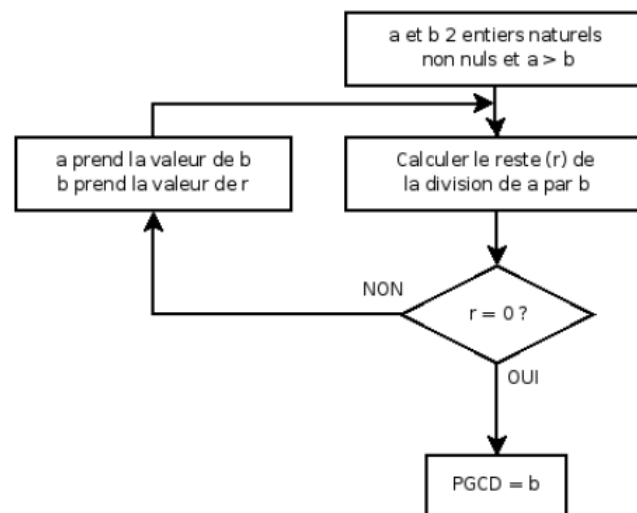 a et b 2 entiers naturels
non nuls et a > b
a prend la valeur de b
b prend la valeur de r
Calculer le reste (r) de
la division de a par b
NON
r = 0 ?
OUI
PGCD = b